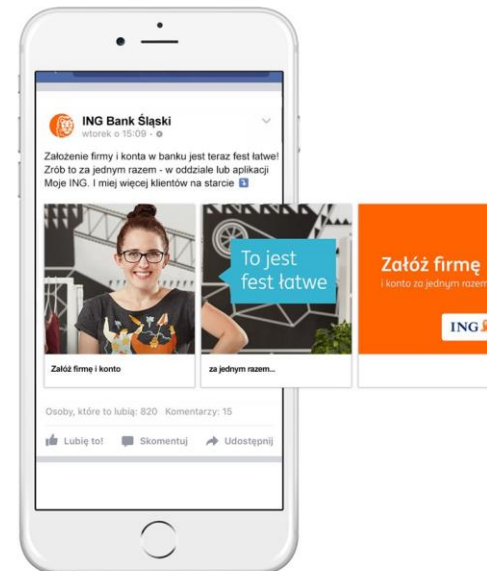 ING Bank Śląski
wtorek o 15:09 -
Założenie firmy i konta w banku jest teraz fest łatwe!
Zrób to za jednym razem - w oddziale lub aplikacji
Moje ING. I miej więcej klientów na starcie
To jest
fest łatwe
Załóż firmę
i konto za jednym razem
ING
Załóż firmę i konto
za jednym razem...
Osoby, które to lubią: 820 Komentarzy: 15
Lubię to! Skomentuj Udostępnij